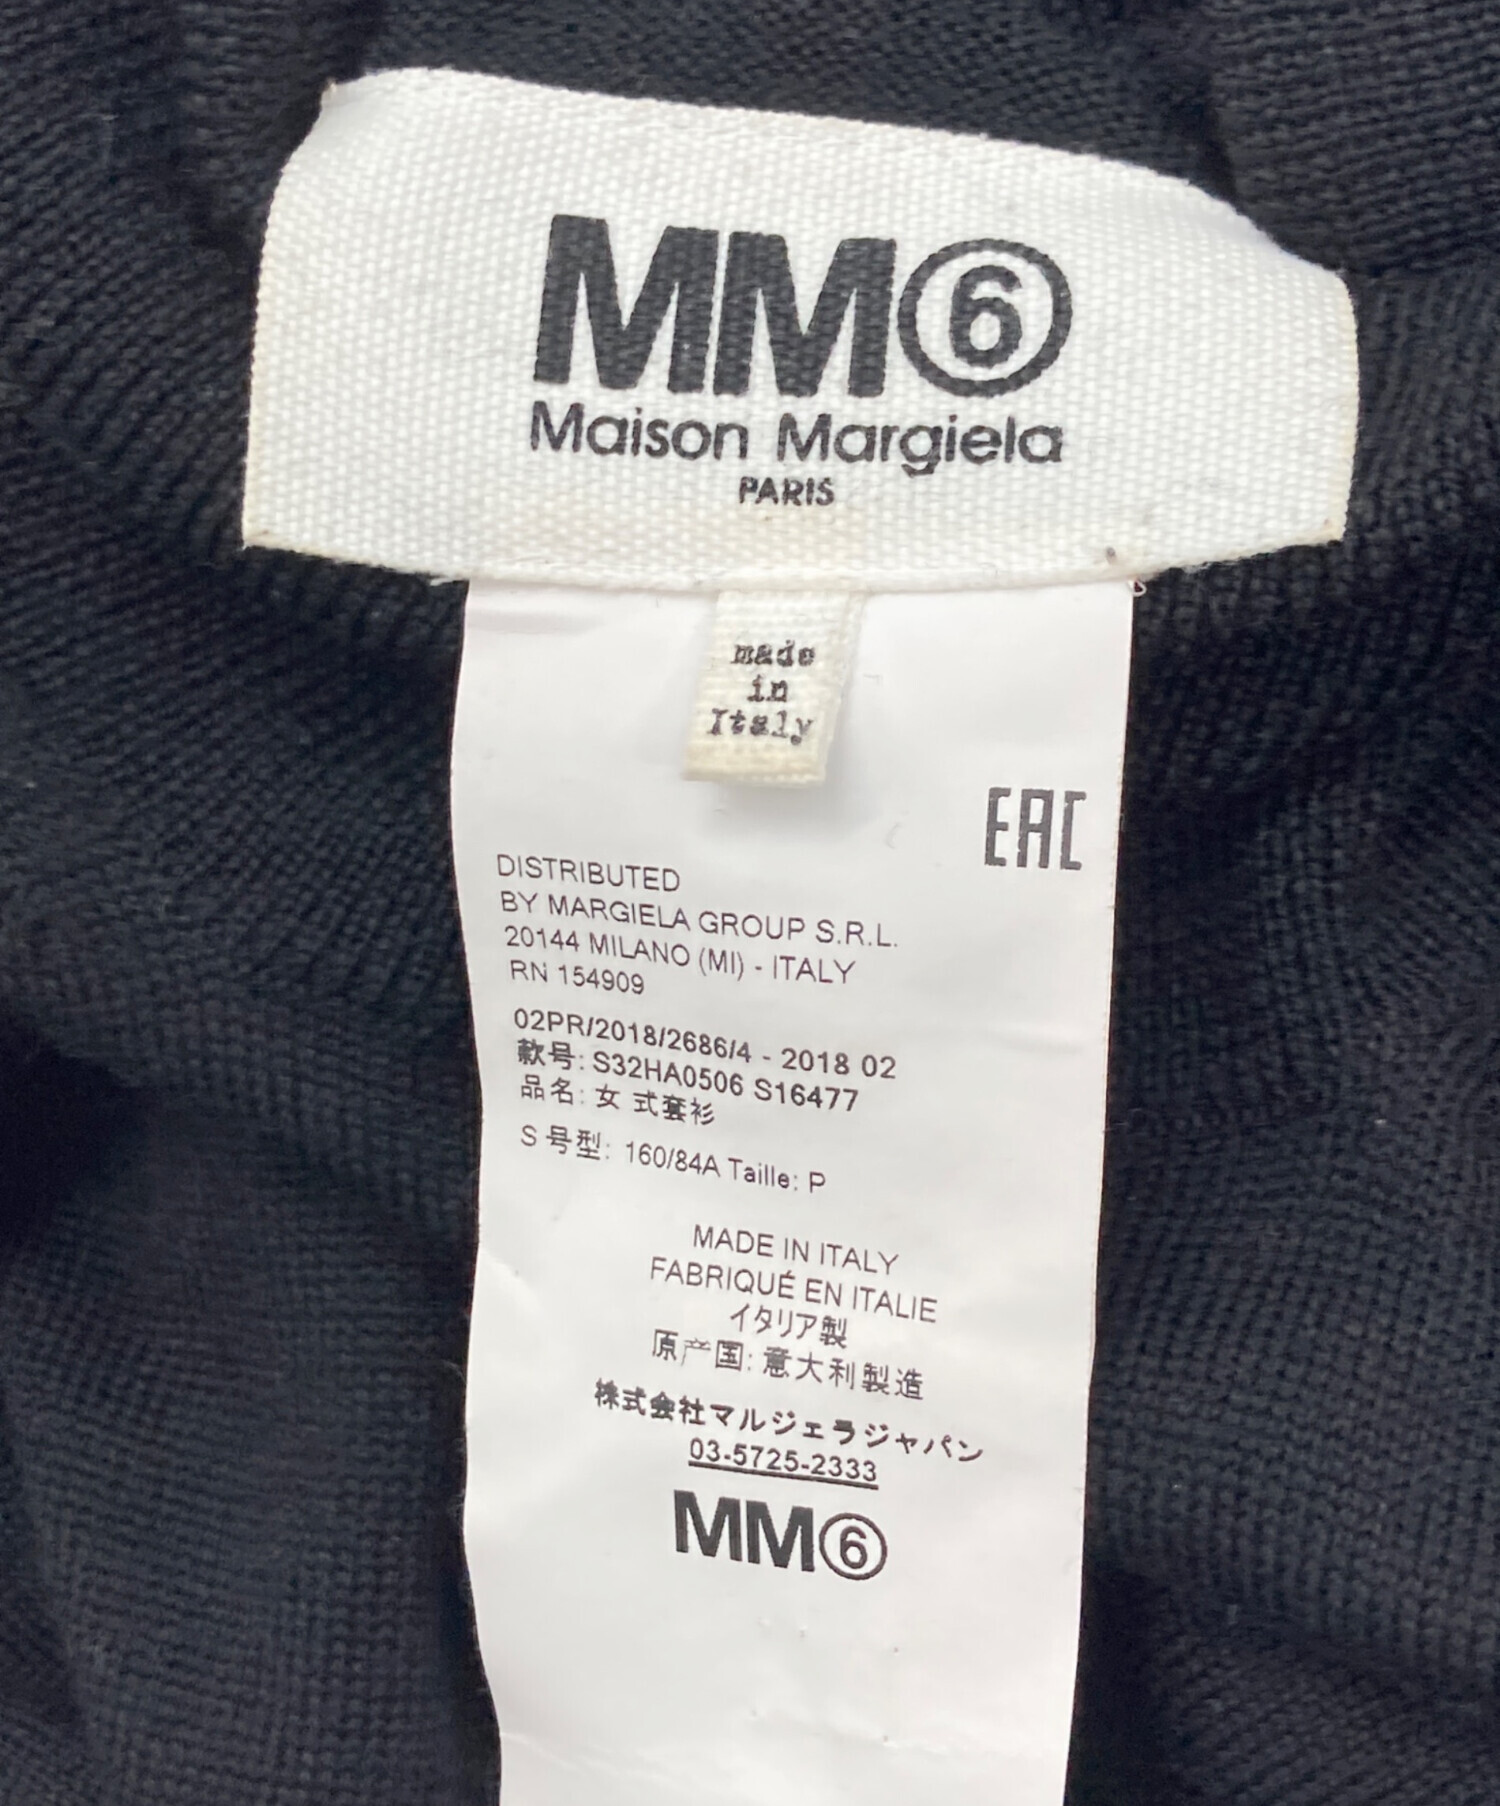 MM⑥
Maison Margiela
PARIS
made
in
Italy
EAC
DISTRIBUTED
BY MARGIELA GROUP S.R.L.
20144 MILANO (MI) - ITALY
RN 154909
02PR/2018/2686/4 - 2018 02
款号: S32HA0506 S16477
品名: 女 式套衫
S 号型: 160/84A Taille: P
MADE IN ITALY
FABRIQUÉ EN ITALIE
イタリア製
原产国: 意大利製造
株式会社マルジェラジャパン
03-5725-2333
MM⑥